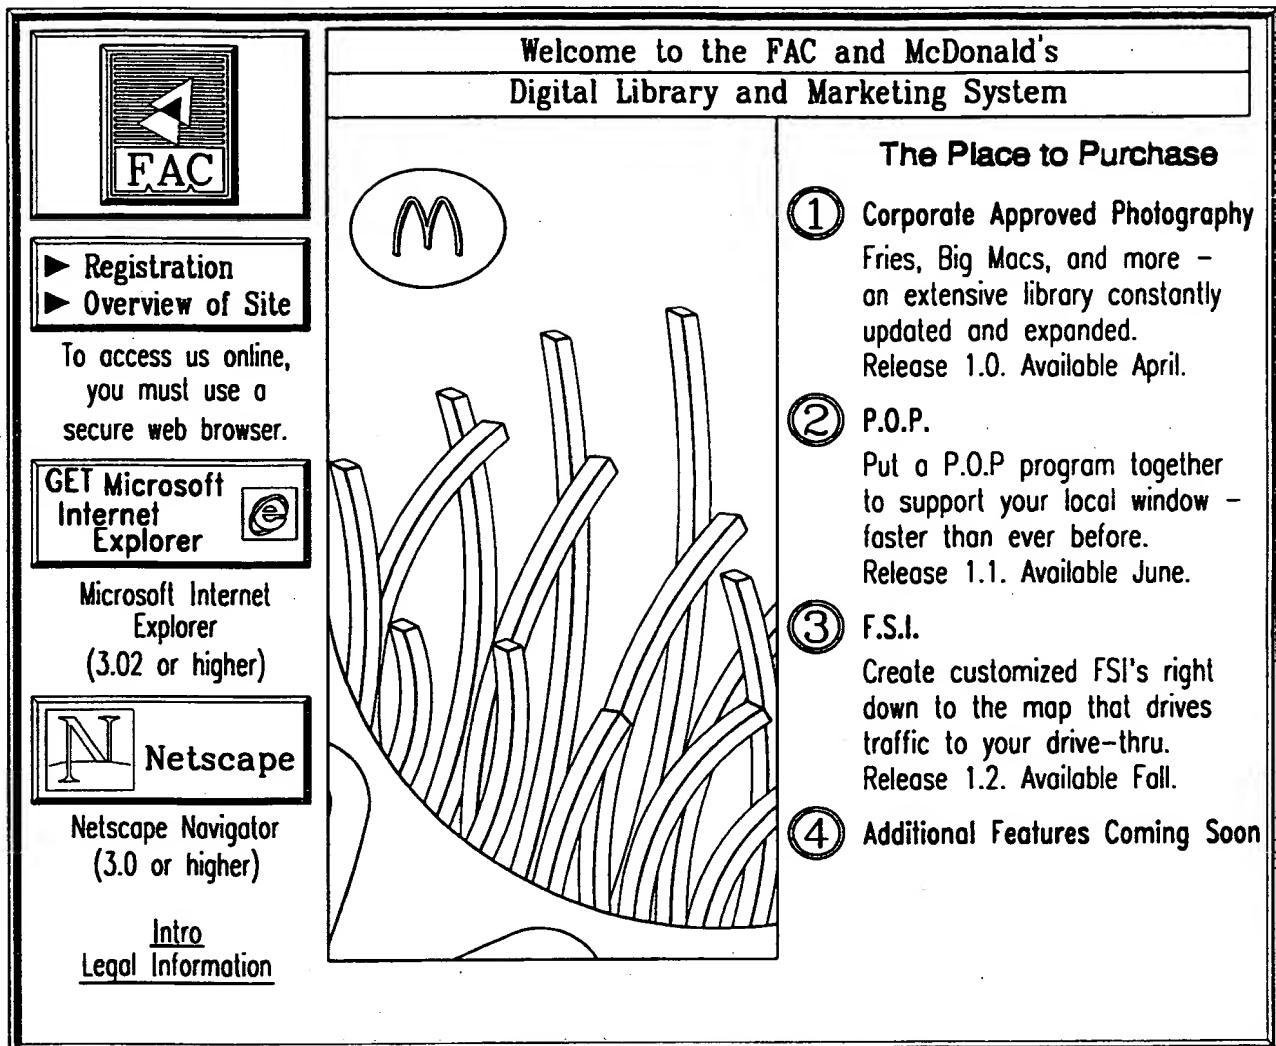 Welcome to the FAC and McDonald's
Digital Library and Marketing System
FAC
► Registration
► Overview of Site
To access us online,
you must use a
secure web browser.
GET Microsoft
Internet
Explorer
e
Microsoft Internet
Explorer
(3.02 or higher)
N
Netscape
Netscape Navigator
(3.0 or higher)
Intro
Legal Information
M
The Place to Purchase
1 Corporate Approved Photography
Fries, Big Macs, and more –
an extensive library constantly
updated and expanded.
Release 1.0. Available April.
2 P.O.P.
Put a P.O.P program together
to support your local window –
faster than ever before.
Release 1.1. Available June.
3 F.S.I.
Create customized FSI's right
down to the map that drives
traffic to your drive-thru.
Release 1.2. Available Fall.
4 Additional Features Coming Soon